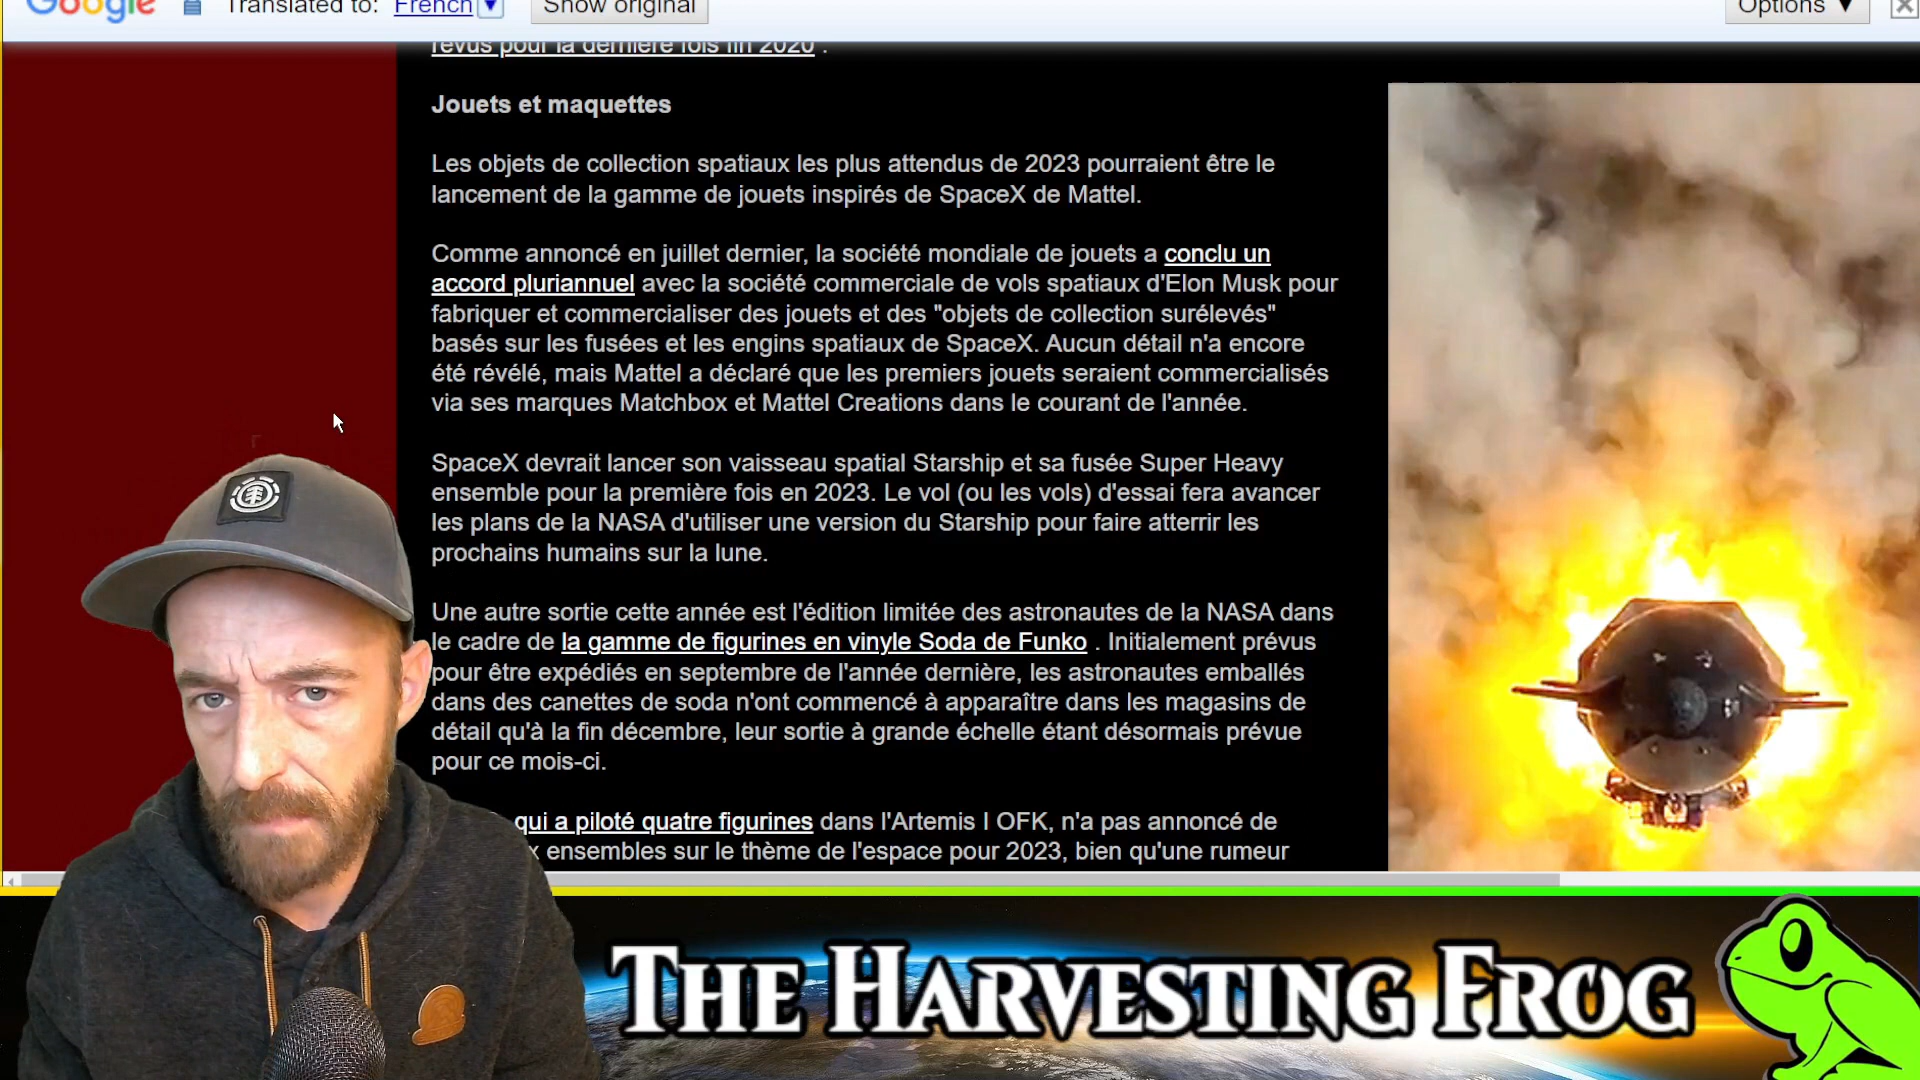 Google Translated to: French ▼ Show original Options ▼
revus pour la dernière fois fin 2020 .
Jouets et maquettes
Les objets de collection spatiaux les plus attendus de 2023 pourraient être le
lancement de la gamme de jouets inspirés de SpaceX de Mattel.
Comme annoncé en juillet dernier, la société mondiale de jouets a conclu un
accord pluriannuel avec la société commerciale de vols spatiaux d'Elon Musk pour
fabriquer et commercialiser des jouets et des "objets de collection surélevés"
basés sur les fusées et les engins spatiaux de SpaceX. Aucun détail n'a encore
été révélé, mais Mattel a déclaré que les premiers jouets seraient commercialisés
via ses marques Matchbox et Mattel Creations dans le courant de l'année.
SpaceX devrait lancer son vaisseau spatial Starship et sa fusée Super Heavy
ensemble pour la première fois en 2023. Le vol (ou les vols) d'essai fera avancer
les plans de la NASA d'utiliser une version du Starship pour faire atterrir les
prochains humains sur la lune.
Une autre sortie cette année est l'édition limitée des astronautes de la NASA dans
le cadre de la gamme de figurines en vinyle Soda de Funko . Initialement prévus
pour être expédiés en septembre de l'année dernière, les astronautes emballés
dans des canettes de soda n'ont commencé à apparaître dans les magasins de
détail qu'à la fin décembre, leur sortie à grande échelle étant désormais prévue
pour ce mois-ci.
qui a piloté quatre figurines dans l'Artemis I OFK, n'a pas annoncé de
x ensembles sur le thème de l'espace pour 2023, bien qu'une rumeur
THE HARVESTING FROG